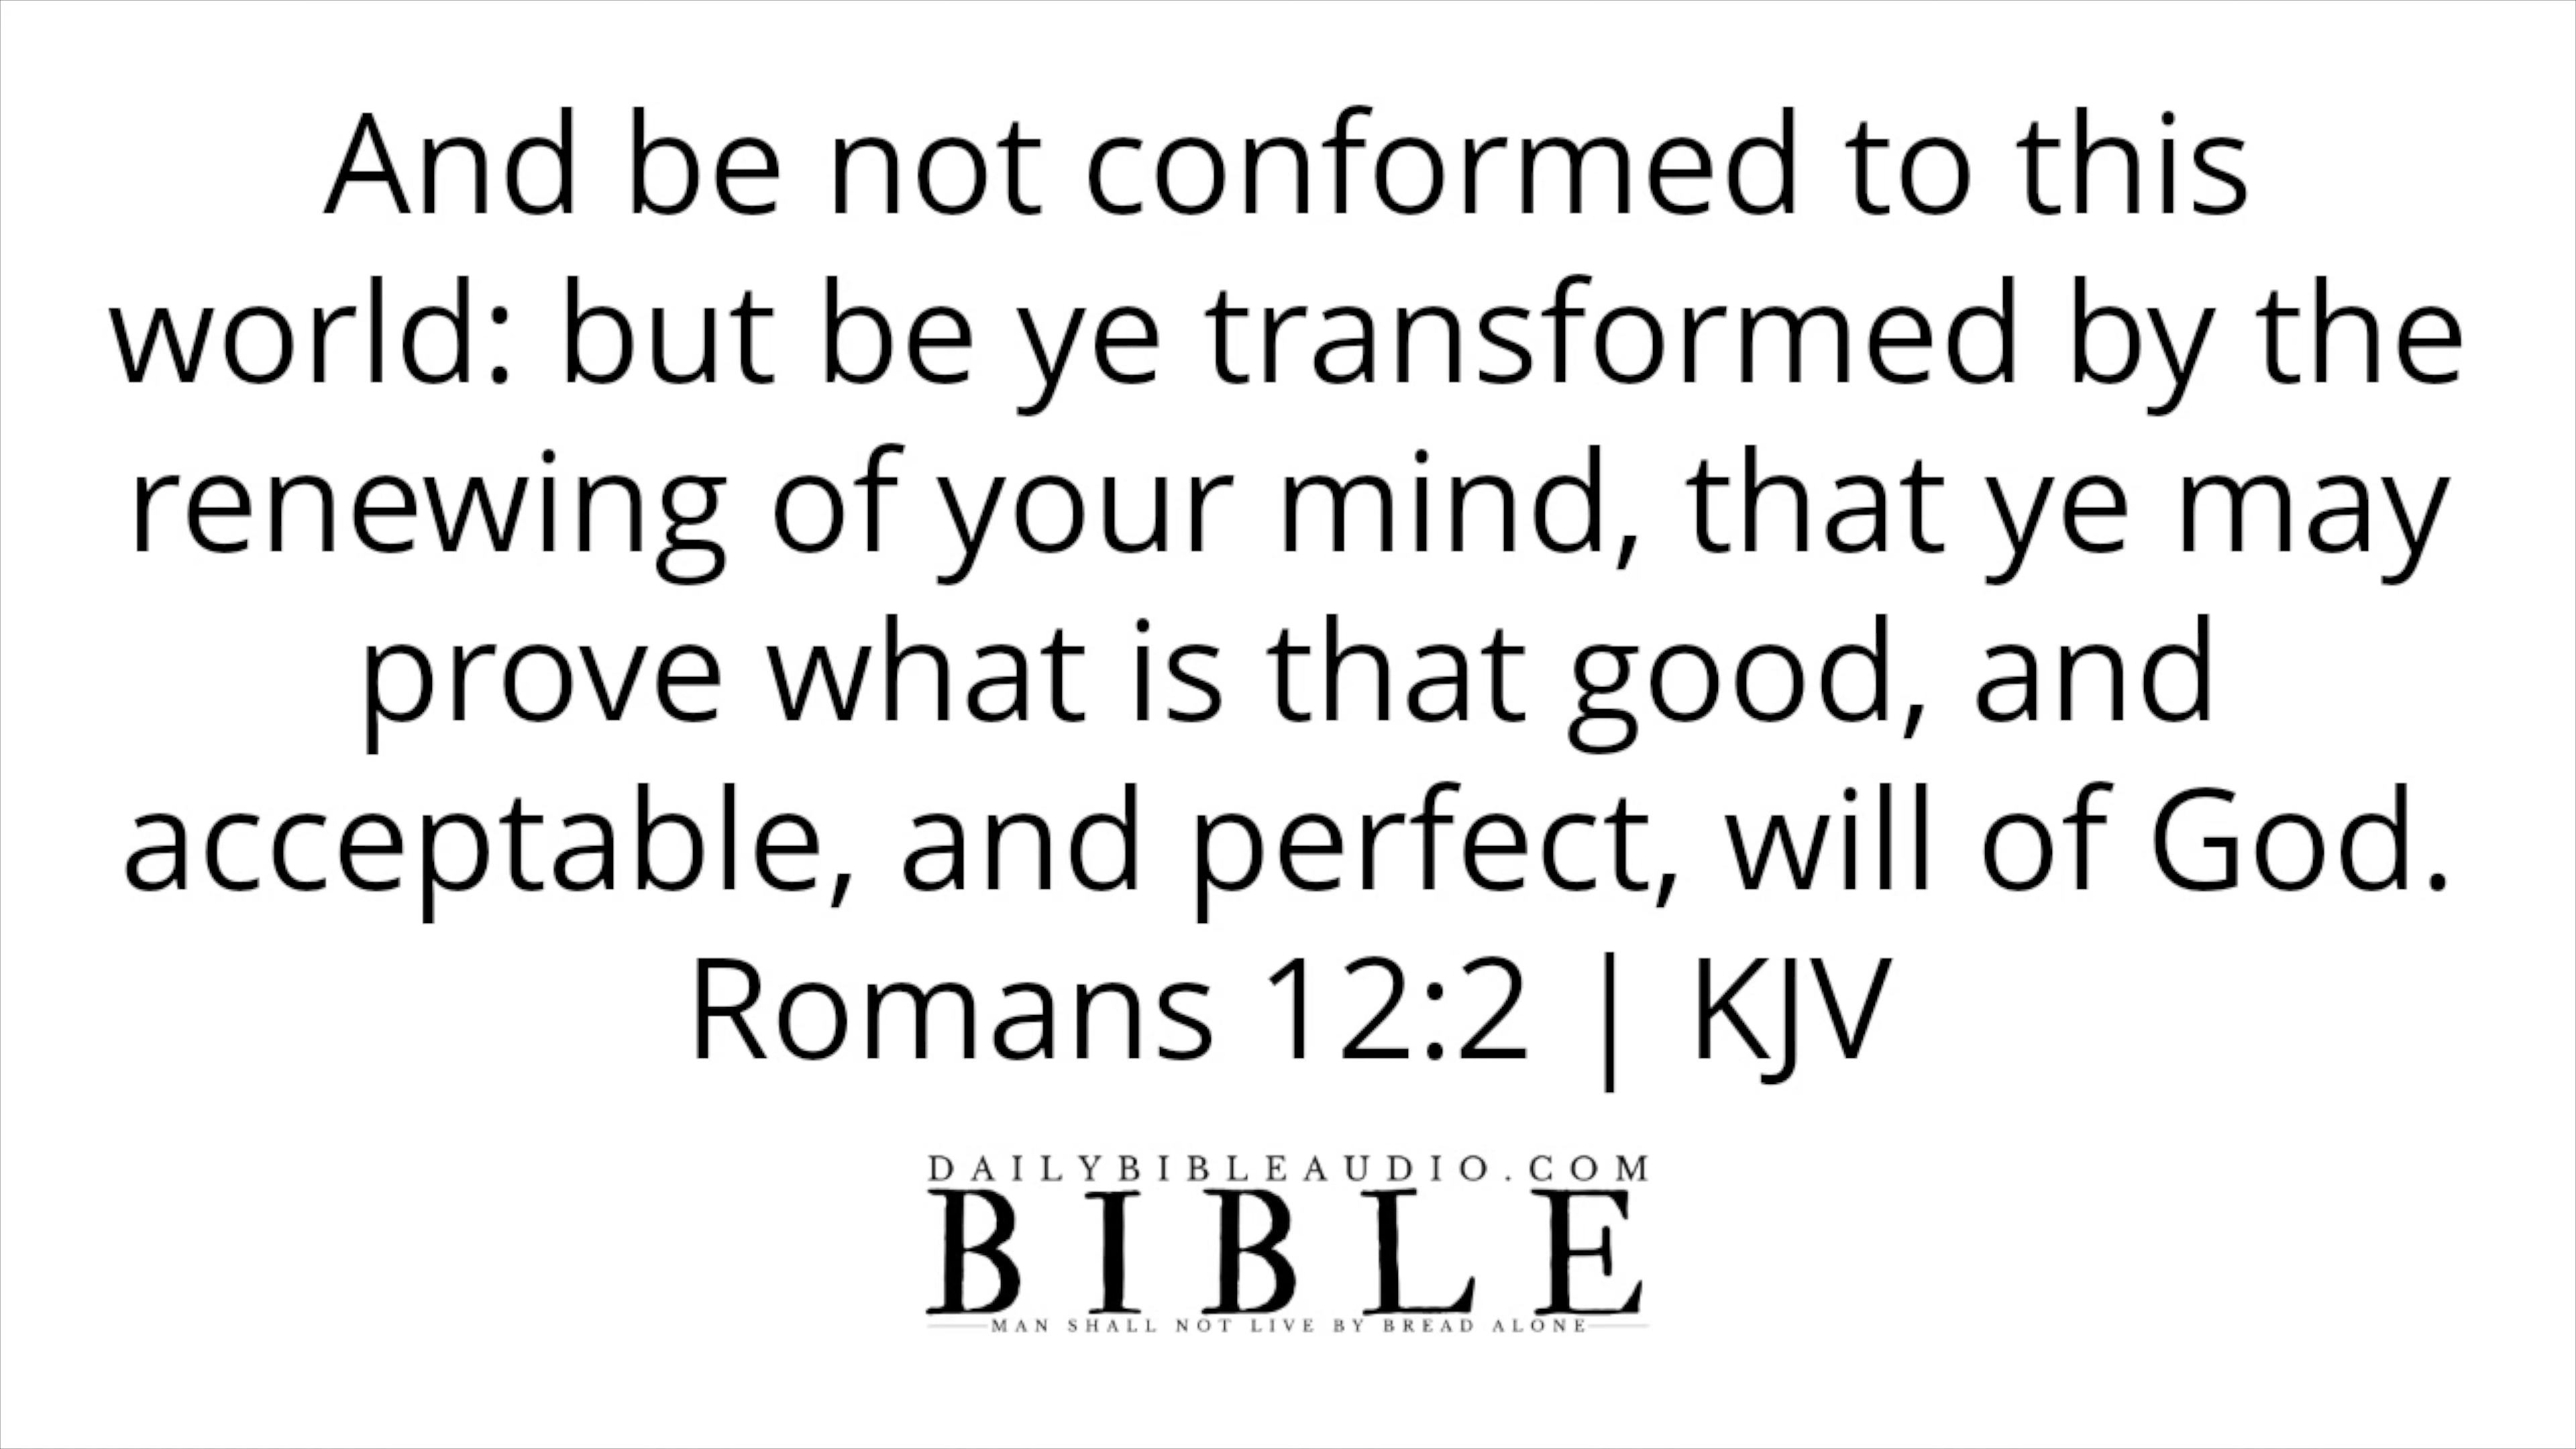 And be not conformed to this
world: but be ye transformed by the
renewing of your mind, that ye may
prove what is that good, and
acceptable, and perfect, will of God.
Romans 12:2 | KJV
DAILYBIBLEAUDIO.COM
BIBLE
MAN SHALL NOT LIVE BY BREAD ALONE